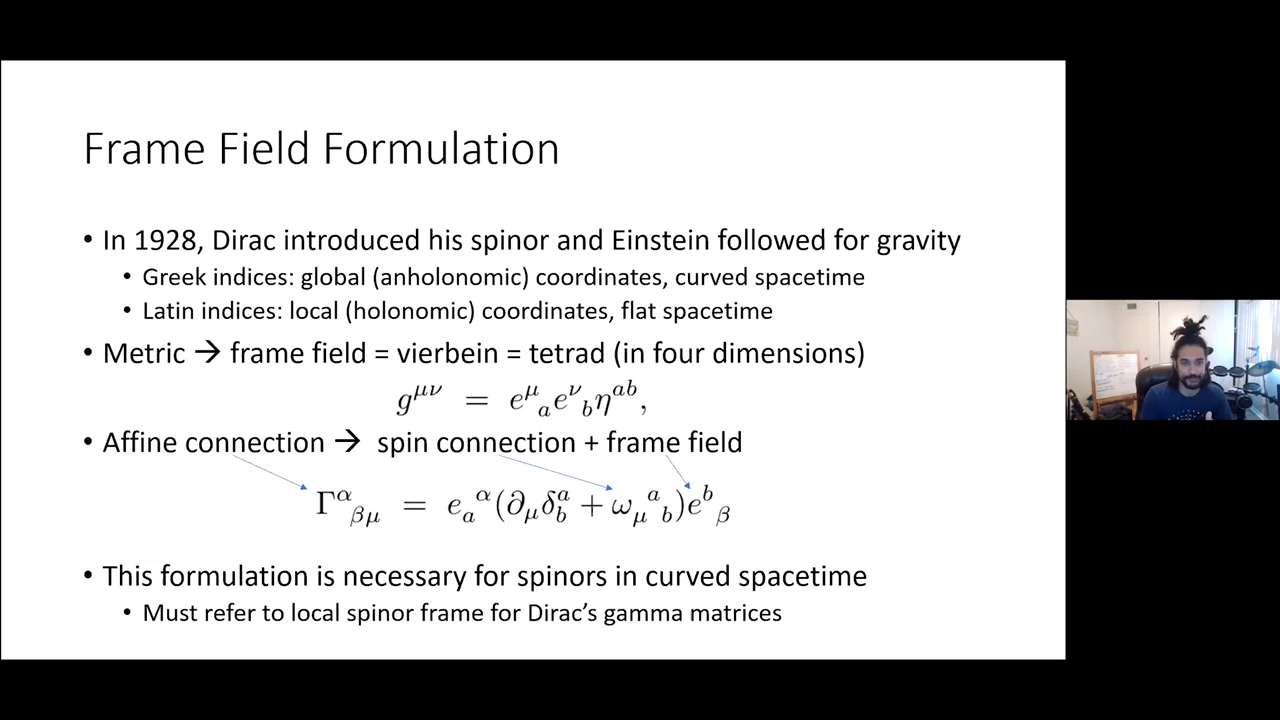 Frame Field Formulation
• In 1928, Dirac introduced his spinor and Einstein followed for gravity
• Greek indices: global (anholonomic) coordinates, curved spacetime
• Latin indices: local (holonomic) coordinates, flat spacetime
• Metric → frame field = vierbein = tetrad (in four dimensions)
g^{μν} = e^μ_a e^ν_b η^{ab},
• Affine connection → spin connection + frame field
Γ^α_{βμ} = e_a^α(∂_μ δ^a_b + ω_μ^a_b)e^b_β
• This formulation is necessary for spinors in curved spacetime
• Must refer to local spinor frame for Dirac’s gamma matrices